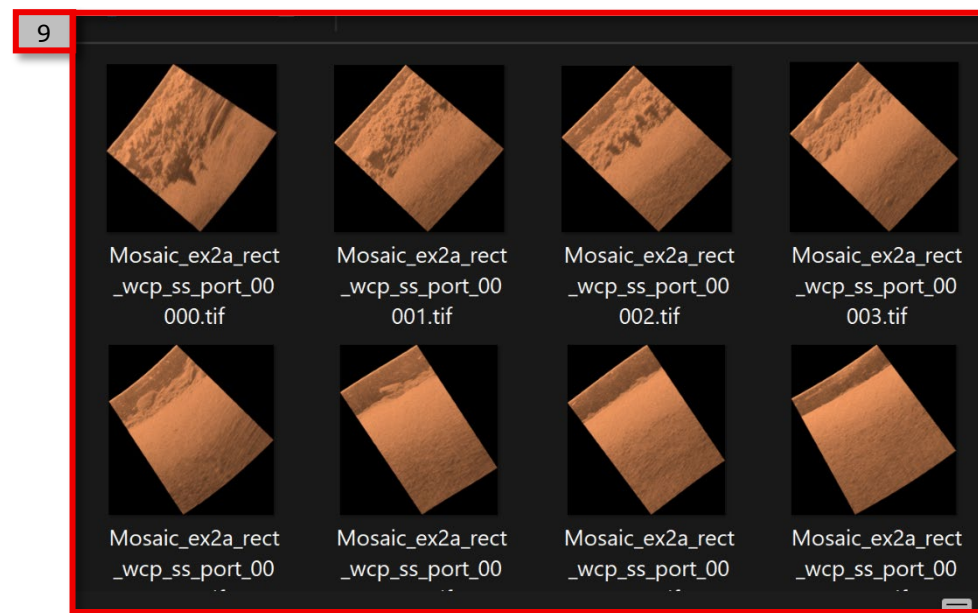 9
Mosaic_ex2a_rect Mosaic_ex2a_rect Mosaic_ex2a_rect Mosaic_ex2a_rect
_wcp_ss_port_00 _wcp_ss_port_00 _wcp_ss_port_00 _wcp_ss_port_00
000.tif 001.tif 002.tif 003.tif
Mosaic_ex2a_rect Mosaic_ex2a_rect Mosaic_ex2a_rect Mosaic_ex2a_rect
_wcp_ss_port_00 _wcp_ss_port_00 _wcp_ss_port_00 _wcp_ss_port_00